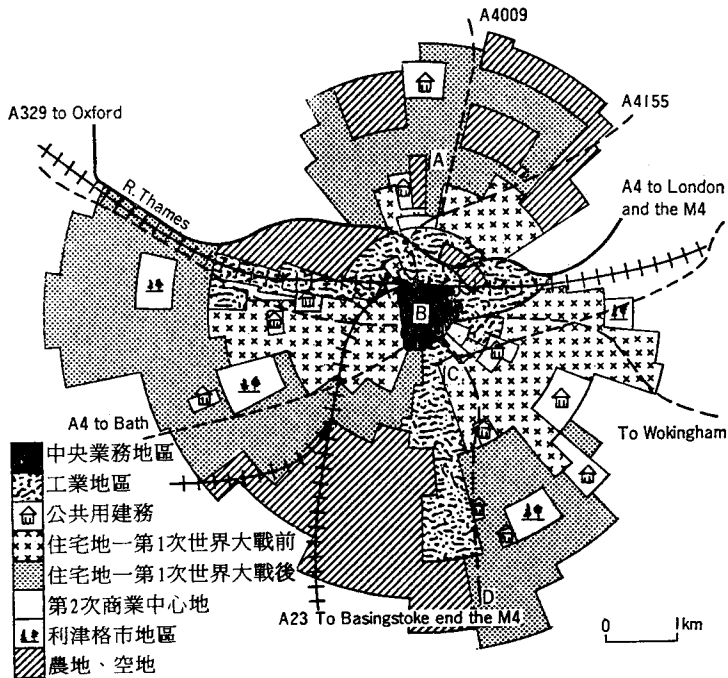 A4009
A4155
A329 to Oxford
R. Thames
A4 to London
and the M4
A
B
C
A4 to Bath
To Wokingham
D
A23 To Basingstoke end the M4
0 1km
中央業務地區
工業地區
公共用建務
住宅地一第1次世界大戰前
住宅地一第1次世界大戰後
第2次商業中心地
利津格市地區
農地、空地